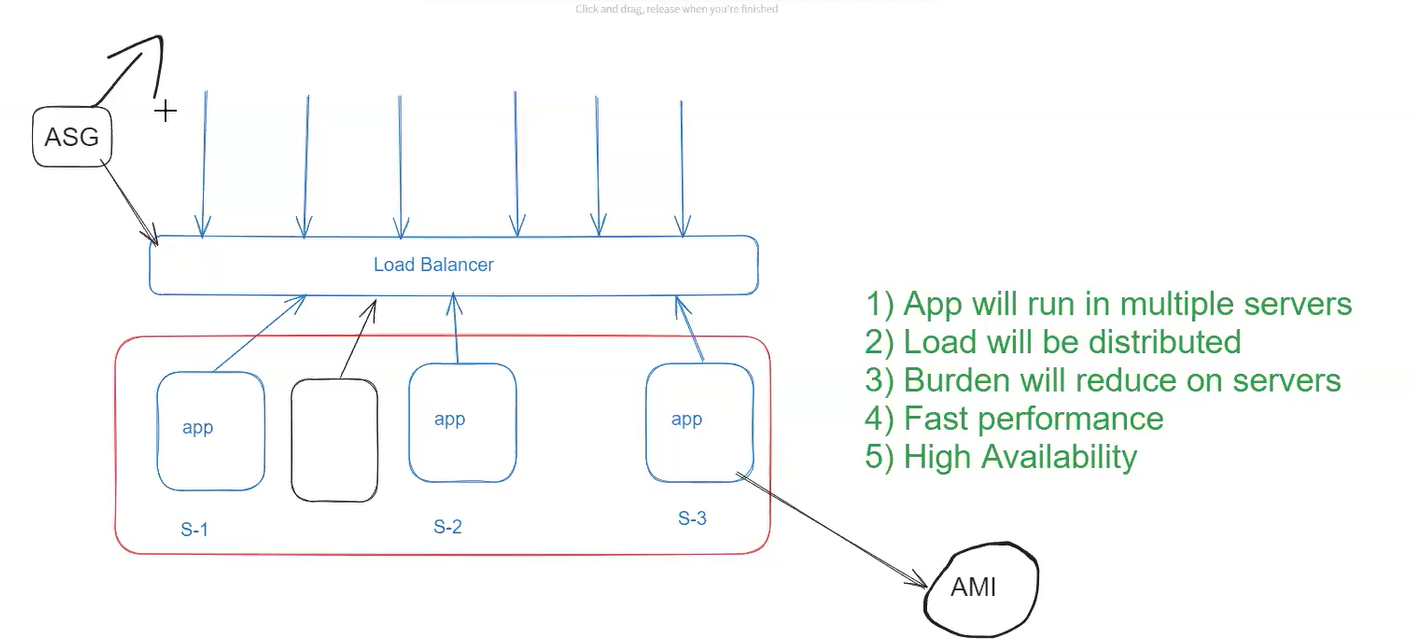 Click and drag, release when you're finished
ASG
Load Balancer
app
app
app
S-1
S-2
S-3
1) App will run in multiple servers
2) Load will be distributed
3) Burden will reduce on servers
4) Fast performance
5) High Availability
AMI